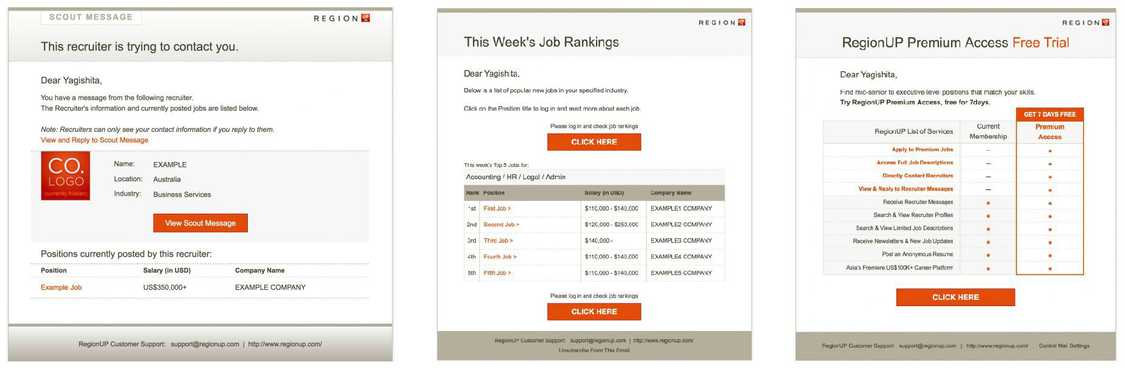 SCOUT MESSAGE
REGION UP
This recruiter is trying to contact you.
Dear Yagishita,
You have a message from the following recruiter.
The Recruiter's information and currently posted jobs are listed below.
Note: Recruiters can only see your contact information if you reply to them.
View and Reply to Scout Message
CO.
LOGO
Name: EXAMPLE
Location: Australia
Industry: Business Services
View Scout Message
Positions currently posted by this recruiter:
Position Salary (in USD) Company Name
Example Job US$350,000+ EXAMPLE COMPANY
RegionUP Customer Support: support@regionup.com | http://www.regionup.com/
REGION UP
This Week's Job Rankings
Dear Yagishita,
Below is a list of popular new jobs in your specified industry.
Click on the Position title to log in and read more about each job.
Please log in and check job rankings
CLICK HERE
This week's Top 5 Jobs for:
Accounting / HR / Legal / Admin
Rank Position Salary (in USD) Company Name
1st First Job > $110,000 - $140,000 EXAMPLE1 COMPANY
2nd Second Job > $120,000 - $250,000 EXAMPLE2 COMPANY
3rd Third Job > $140,000 - EXAMPLE3 COMPANY
4th Fourth Job > $110,000 - $140,000 EXAMPLE4 COMPANY
5th Fifth Job > $110,000 - $140,000 EXAMPLE5 COMPANY
Please log in and check job rankings
CLICK HERE
RegionUP Customer Support: support@regionup.com | http://www.regionup.com/
Unsubscribe From This Email
REGION UP
RegionUP Premium Access Free Trial
Dear Yagishita,
Find mid-senior to executive level positions that match your skills.
Try RegionUP Premium Access, free for 7days.
GET 7 DAYS FREE
RegionUP List of Services Current Membership Premium Access
Apply to Premium Jobs
Access Full Job Descriptions
Directly Contact Recruiters
View & Reply to Recruiter Messages
Receive Recruiter Messages
Search & View Recruiter Profiles
Search & View Limited Job Descriptions
Receive Newsletters & New Job Updates
Post an Anonymous Resume
Asia's Premiere US$100K+ Career Platform
CLICK HERE
RegionUP Customer Support: support@regionup.com | http://www.regionup.com/ Control Mail Settings